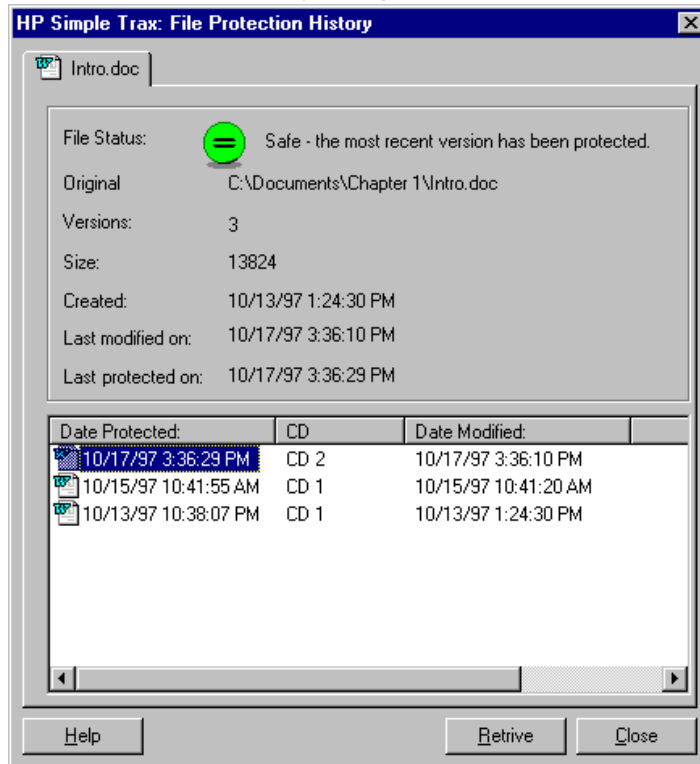 HP Simple Trax: File Protection History
Intro.doc
File Status: Safe - the most recent version has been protected.
Original C:\Documents\Chapter 1\Intro.doc
Versions: 3
Size: 13824
Created: 10/13/97 1:24:30 PM
Last modified on: 10/17/97 3:36:10 PM
Last protected on: 10/17/97 3:36:29 PM
Date Protected: CD Date Modified:
10/17/97 3:36:29 PM CD 2 10/17/97 3:36:10 PM
10/15/97 10:41:55 AM CD 1 10/15/97 10:41:20 AM
10/13/97 10:38:07 PM CD 1 10/13/97 1:24:30 PM
Help Retrive Close